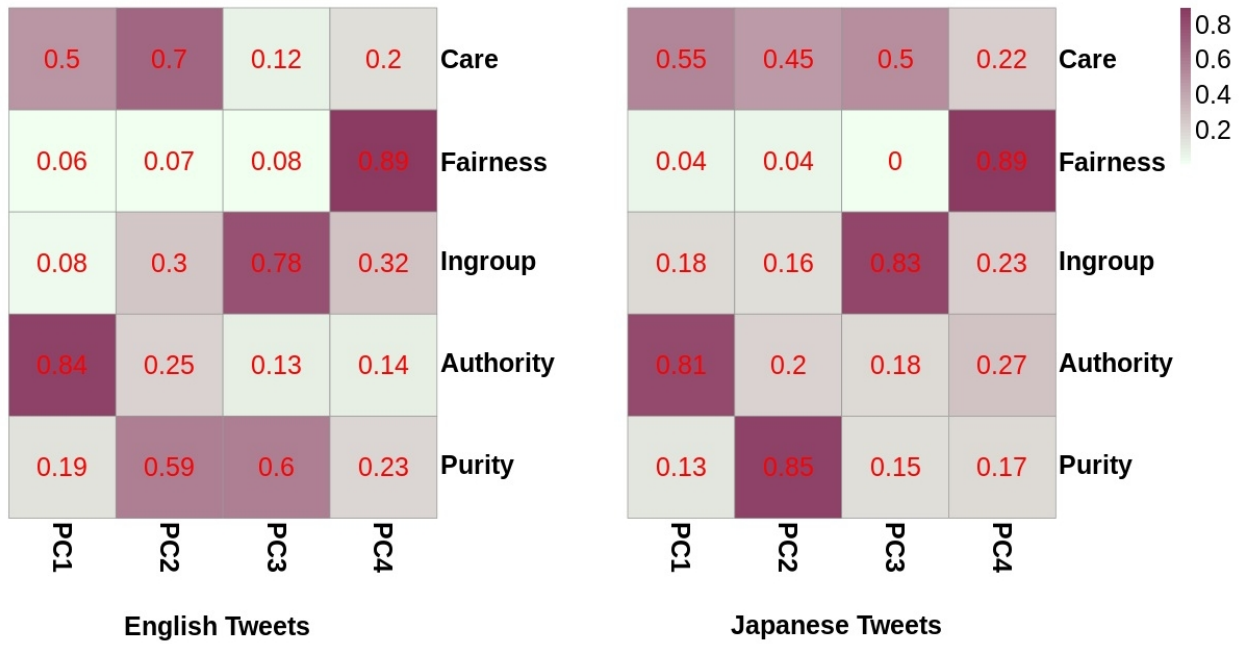 0.5 0.7 0.12 0.2 Care
0.06 0.07 0.08 0.89 Fairness
0.08 0.3 0.78 0.32 Ingroup
0.84 0.25 0.13 0.14 Authority
0.19 0.59 0.6 0.23 Purity
PC1 PC2 PC3 PC4
English Tweets
0.55 0.45 0.5 0.22 Care
0.04 0.04 0 0.89 Fairness
0.18 0.16 0.83 0.23 Ingroup
0.81 0.2 0.18 0.27 Authority
0.13 0.85 0.15 0.17 Purity
PC1 PC2 PC3 PC4
Japanese Tweets
0.8
0.6
0.4
0.2